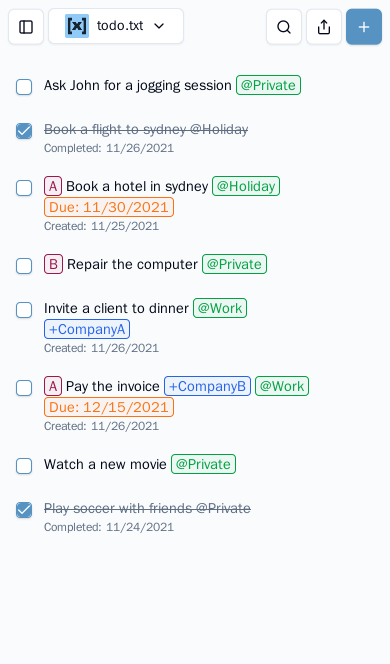 [x] todo.txt
Ask John for a jogging session @Private
Book a flight to sydney @Holiday
Completed: 11/26/2021
A Book a hotel in sydney @Holiday
Due: 11/30/2021
Created: 11/25/2021
B Repair the computer @Private
Invite a client to dinner @Work
+CompanyA
Created: 11/26/2021
A Pay the invoice +CompanyB @Work
Due: 12/15/2021
Created: 11/26/2021
Watch a new movie @Private
Play soccer with friends @Private
Completed: 11/24/2021